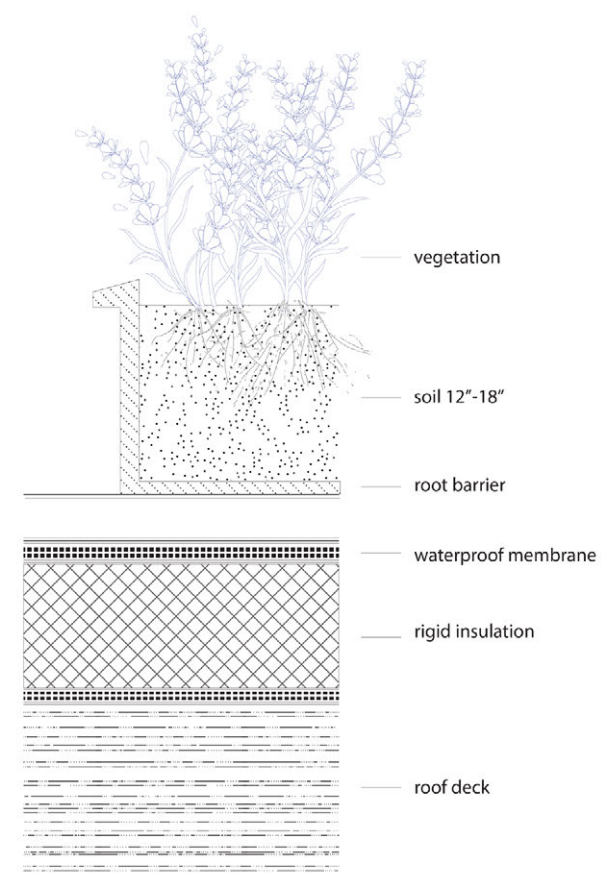 vegetation
soil 12”-18”
root barrier
waterproof membrane
rigid insulation
roof deck